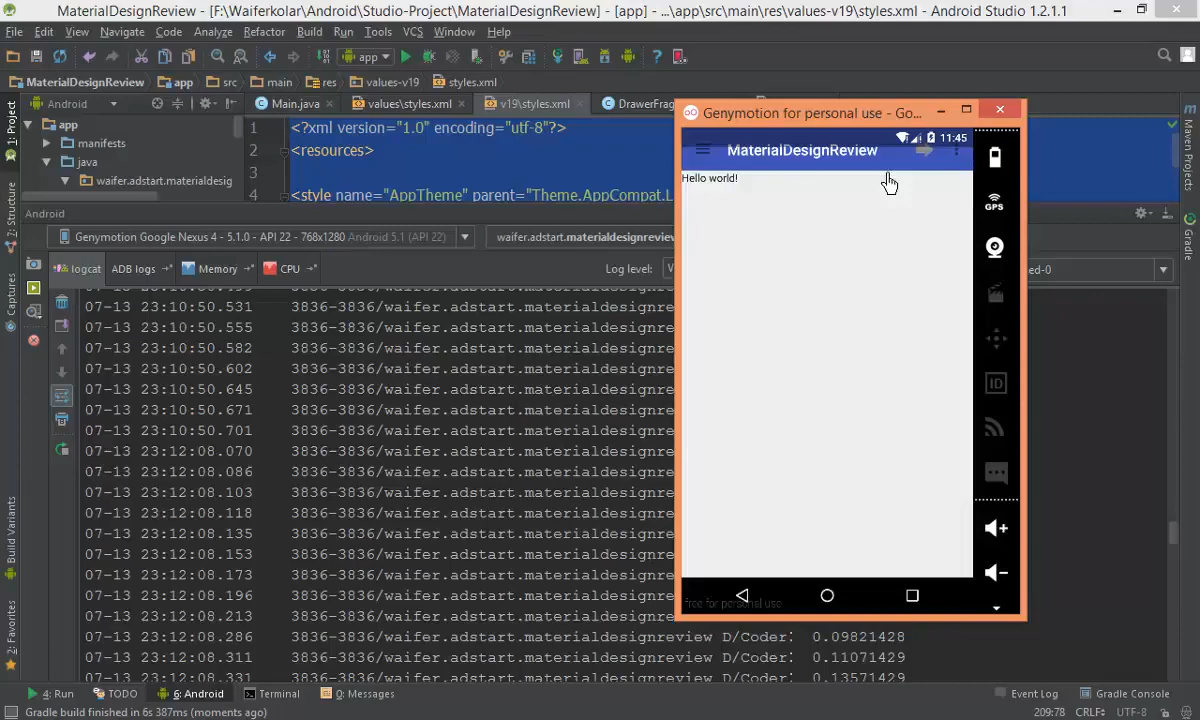 MaterialDesignReview - [F:\Waiferkolar\Android\Studio-Project\MaterialDesignReview] - [app] - ...\app\src\main\res\values-v19\styles.xml - Android Studio 1.2.1.1
File Edit View Navigate Code Analyze Refactor Build Run Tools VCS Window Help
app
MaterialDesignReview app src main res values-v19 styles.xml
Android Main.java values\styles.xml v19\styles.xml DrawerFrag
1: Project
app
manifests
java
waifer.adstart.materialdesig
1 <?xml version="1.0" encoding="utf-8"?>
2 <resources>
3
4 <style name="AppTheme" parent="Theme.AppCompat.L
Genymotion for personal use - Go...
11:45
MaterialDesignReview
Hello world!
GPS
ID
free for personal use
Maven Projects
Gradle
7: Structure
Captures
Build Variants
2: Favorites
Android
Genymotion Google Nexus 4 - 5.1.0 - API 22 - 768x1280 Android 5.1 (API 22)
waifer.adstart.materialdesignreview
logcat ADB logs Memory CPU Log level:
ed-0
07-13 23:10:50.531 3836-3836/waifer.adstart.materialdesignre
07-13 23:10:50.555 3836-3836/waifer.adstart.materialdesignre
07-13 23:10:50.582 3836-3836/waifer.adstart.materialdesignre
07-13 23:10:50.602 3836-3836/waifer.adstart.materialdesignre
07-13 23:10:50.645 3836-3836/waifer.adstart.materialdesignre
07-13 23:10:50.671 3836-3836/waifer.adstart.materialdesignre
07-13 23:10:50.701 3836-3836/waifer.adstart.materialdesignre
07-13 23:12:08.070 3836-3836/waifer.adstart.materialdesignre
07-13 23:12:08.086 3836-3836/waifer.adstart.materialdesignre
07-13 23:12:08.103 3836-3836/waifer.adstart.materialdesignre
07-13 23:12:08.118 3836-3836/waifer.adstart.materialdesignre
07-13 23:12:08.135 3836-3836/waifer.adstart.materialdesignre
07-13 23:12:08.153 3836-3836/waifer.adstart.materialdesignre
07-13 23:12:08.173 3836-3836/waifer.adstart.materialdesignre
07-13 23:12:08.196 3836-3836/waifer.adstart.materialdesignre
07-13 23:12:08.213 3836-3836/waifer.adstart.materialdesignre
07-13 23:12:08.286 3836-3836/waifer.adstart.materialdesignreview D/Coder: 0.09821428
07-13 23:12:08.311 3836-3836/waifer.adstart.materialdesignreview D/Coder: 0.11071429
07-13 23:12:08.331 3836-3836/waifer.adstart.materialdesignreview D/Coder: 0.13571429
4: Run TODO 6: Android Terminal 0: Messages Event Log Gradle Console
Gradle build finished in 6s 387ms (moments ago) 209:78 CRLF UTF-8